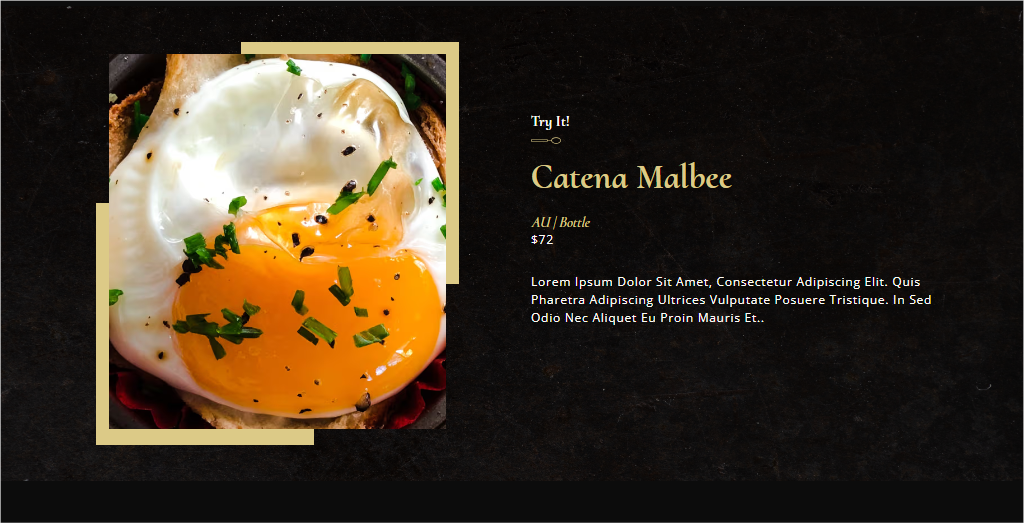 Try It!
Catena Malbee
AU | Bottle
$72
Lorem Ipsum Dolor Sit Amet, Consectetur Adipiscing Elit. Quis
Pharetra Adipiscing Ultrices Vulputate Posuere Tristique. In Sed
Odio Nec Aliquet Eu Proin Mauris Et..